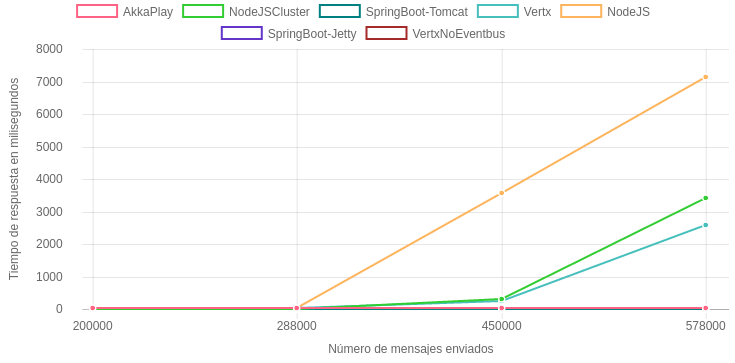 AkkaPlay NodeJSCluster SpringBoot-Tomcat Vertx NodeJS
SpringBoot-Jetty VertxNoEventbus
Tiempo de respuesta en milisegundos
8000
7000
6000
5000
4000
3000
2000
1000
0
200000 288000 450000 578000
Número de mensajes enviados